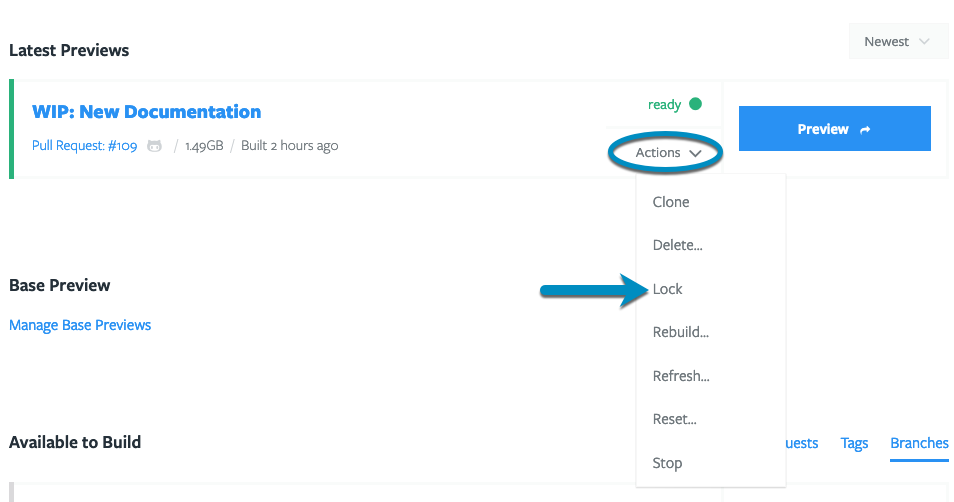 Newest
Latest Previews
WIP: New Documentation
ready
Preview
Pull Request: #109 / 1.49GB / Built 2 hours ago
Actions
Clone
Delete...
Lock
Rebuild...
Refresh...
Reset...
Stop
Base Preview
Manage Base Previews
Available to Build
Tags Branches